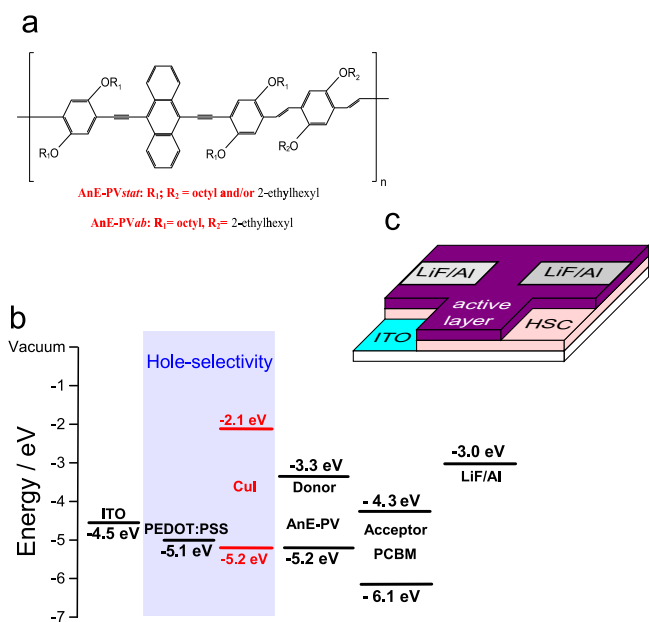 a
OR₁
OR₁
OR₂
R₁O
R₁O
R₂O
n
AnE-PVstat: R₁; R₂ = octyl and/or 2-ethylhexyl
AnE-PVab: R₁= octyl, R₂= 2-ethylhexyl
c
LiF/Al
LiF/Al
active
layer
ITO
HSC
b
Vacuum
Hole-selectivity
-1
-2
-3
-4
-5
-6
-7
Energy / eV
ITO
-4.5 eV
PEDOT:PSS
-5.1 eV
-2.1 eV
CuI
-5.2 eV
-3.3 eV
Donor
AnE-PV
-5.2 eV
- 4.3 eV
Acceptor
PCBM
- 6.1 eV
-3.0 eV
LiF/Al